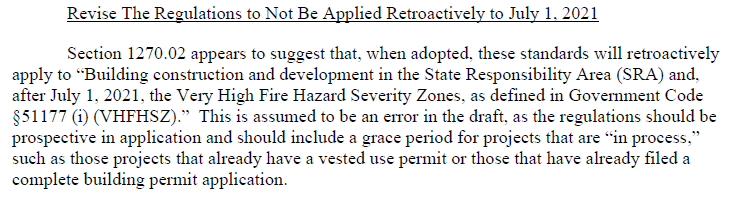 Revise The Regulations to Not Be Applied Retroactively to July 1, 2021
Section 1270.02 appears to suggest that, when adopted, these standards will retroactively
apply to “Building construction and development in the State Responsibility Area (SRA) and,
after July 1, 2021, the Very High Fire Hazard Severity Zones, as defined in Government Code
§51177 (i) (VHFHSZ).”  This is assumed to be an error in the draft, as the regulations should be
prospective in application and should include a grace period for projects that are “in process,”
such as those projects that already have a vested use permit or those that have already filed a
complete building permit application.